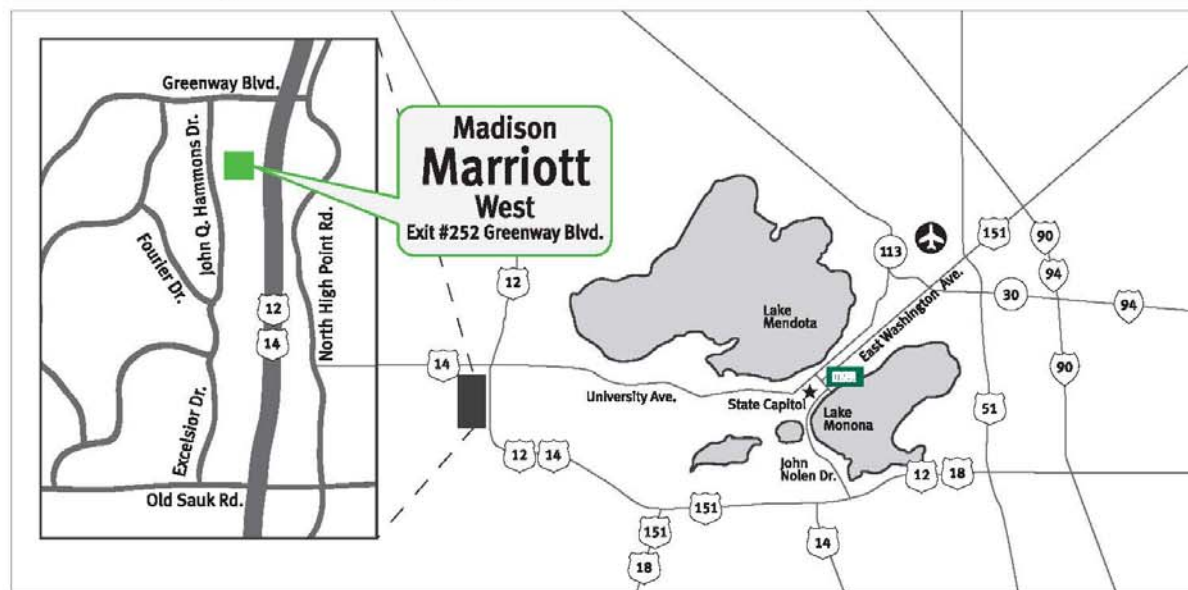 Greenway Blvd.
John Q. Hammons Dr.
Fourier Dr.
North High Point Rd.
12
14
Excelsior Dr.
Old Sauk Rd.
Madison
Marriott
West
Exit #252 Greenway Blvd.
12
14
University Ave.
12
14
151
151
18
14
12
18
Lake
Mendota
State Capitol
Lake
Monona
John
Nolen Dr.
East Washington Ave.
113
151
30
51
90
94
94
90